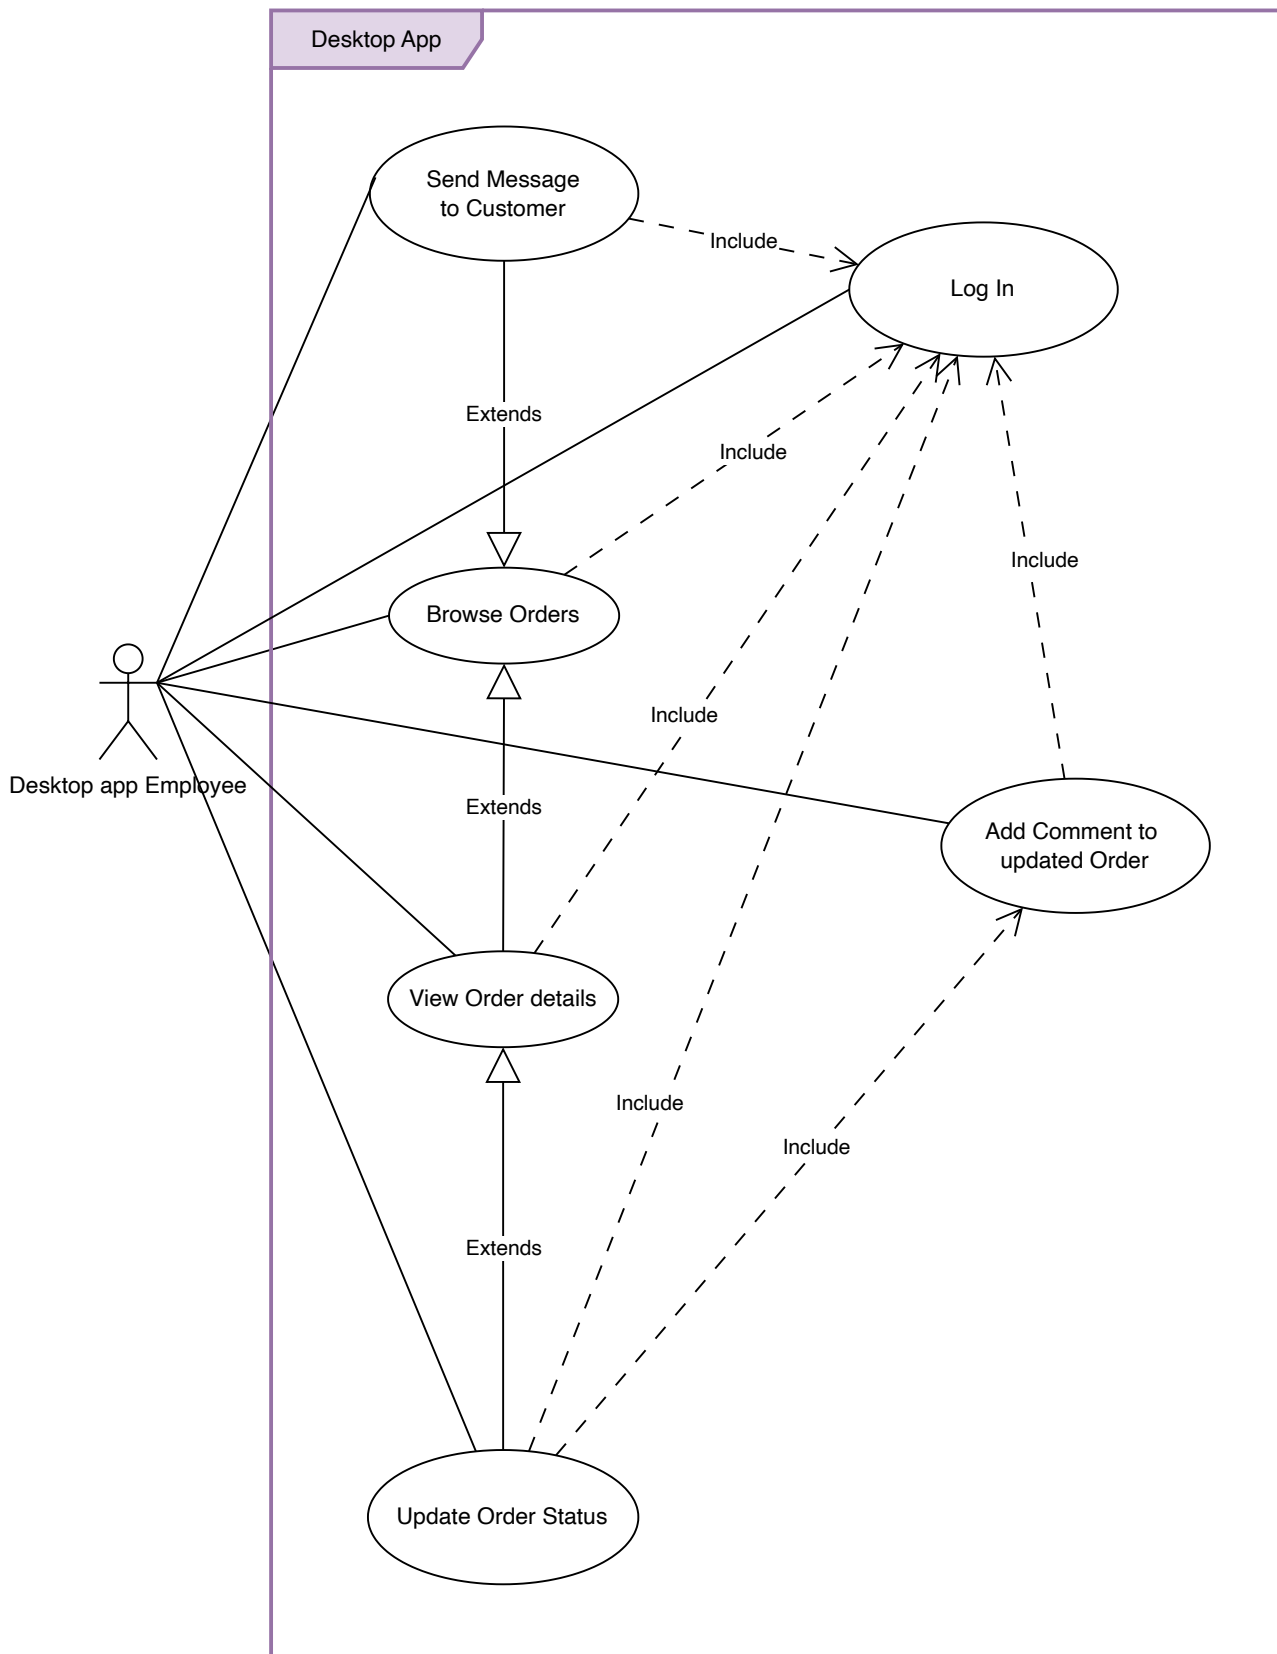 Desktop App
Send Message
to Customer
Include
Log In
Extends
Include
Include
Browse Orders
Include
Desktop app Employee
Extends
Add Comment to
updated Order
View Order details
Include
Include
Extends
Update Order Status